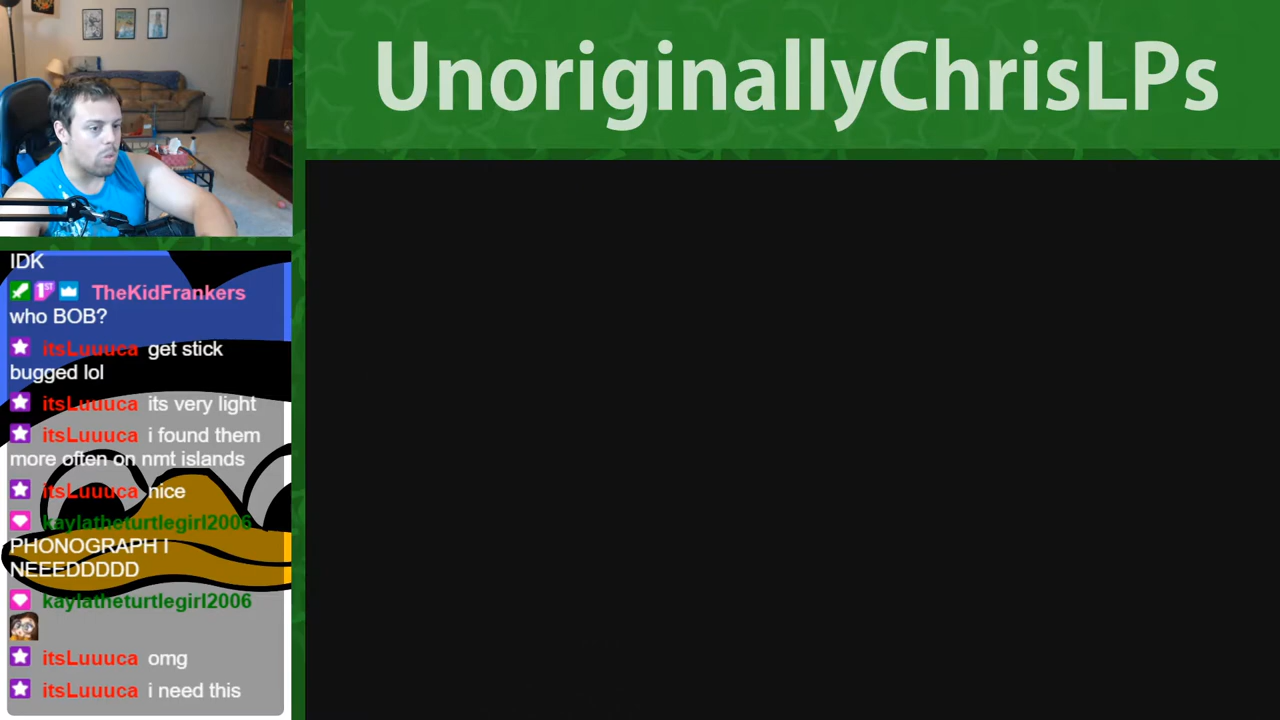 UnoriginallyChrisLPs
IDK
1ST TheKidFrankers
who BOB?
itsLuuuca get stick
bugged lol
itsLuuuca its very light
itsLuuuca i found them
more often on nmt islands
itsLuuuca nice
kaylatheturtlegirl2006
PHONOGRAPH I
NEEEDDDDD
kaylatheturtlegirl2006
itsLuuuca omg
itsLuuuca i need this